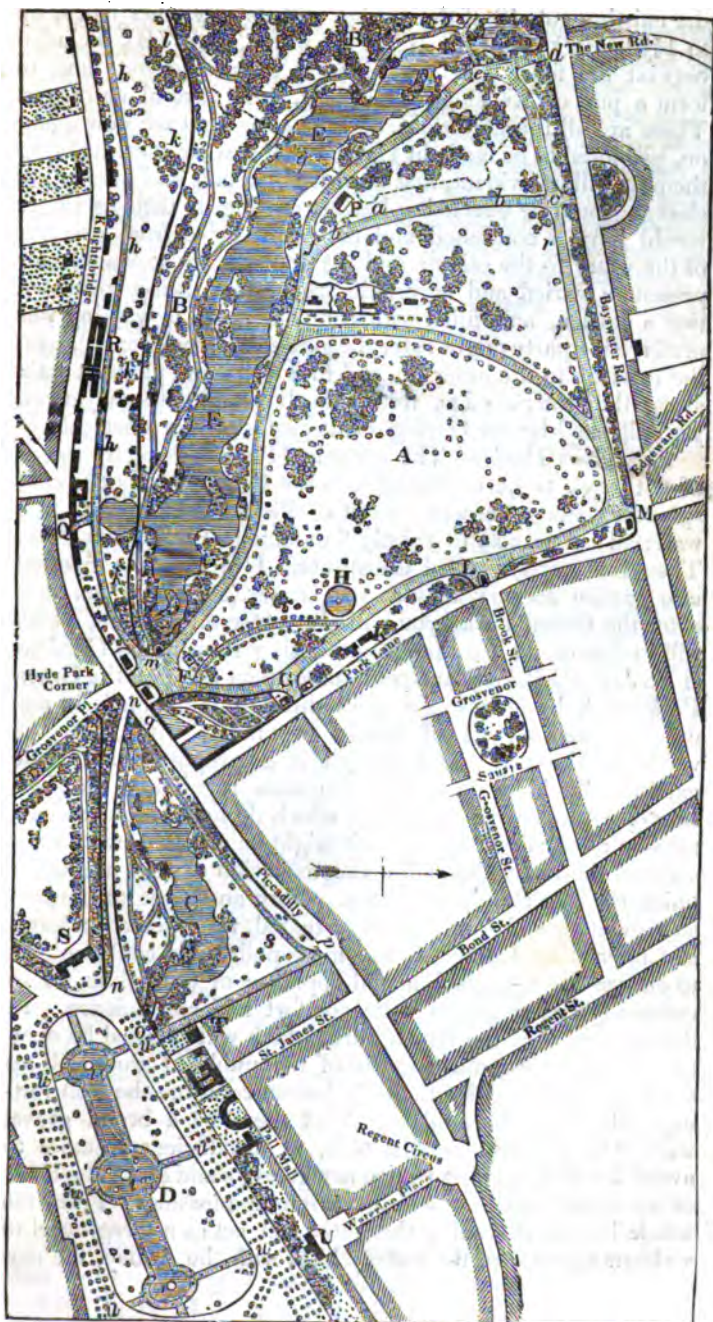 B
d
The New Rd.
h
l
k
E
g
P
a
b
c
Knightsbridge
h
B
Bayswater Rd.
R
E
h
A
Edgeware Rd.
Q
M
H
L
Brook St.
m
F
G
Park Lane
Hyde Park
Corner
Grosvenor
n
q
Grosvenor Pl.
Square
Grosvenor St.
Piccadilly
C
s
p
Bond St.
S
n
Regent St.
o
T
St. James St.
u
u
Pall Mall
Regent Circus
D
Waterloo Place
u
U
u